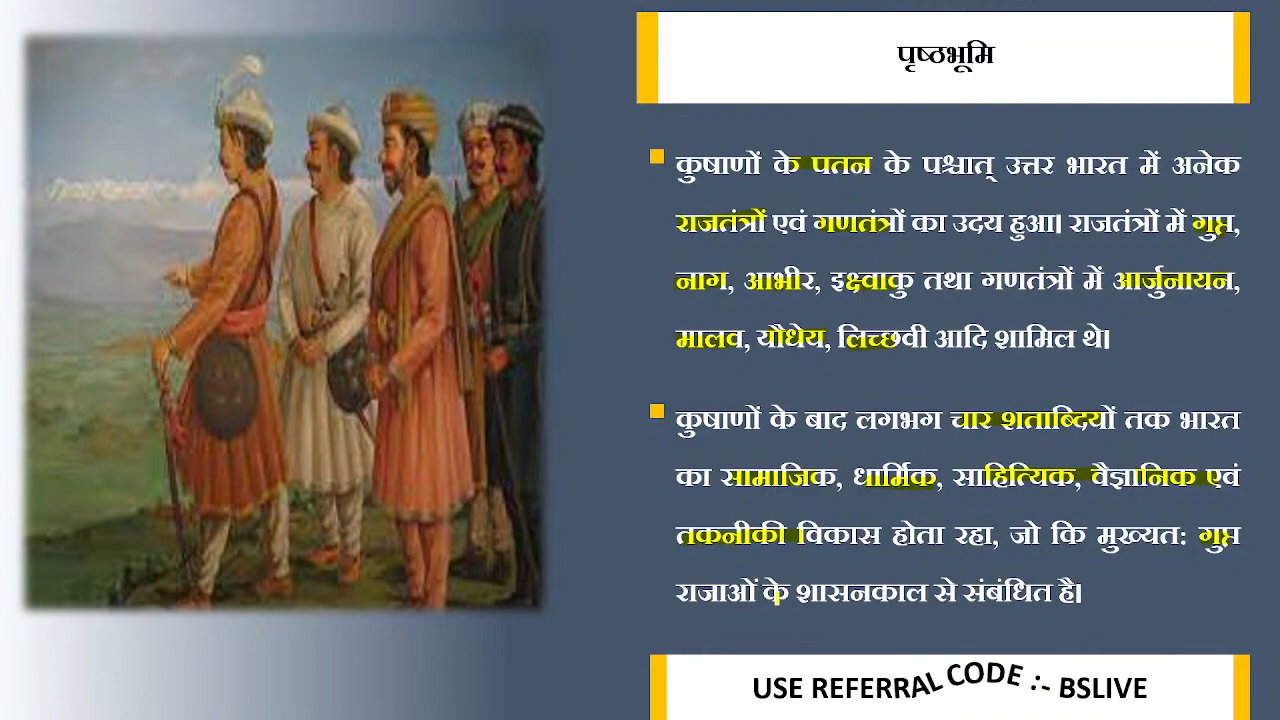 पृष्ठभूमि
कुषाणों के पतन के पश्चात् उत्तर भारत में अनेक
राजतंत्रों एवं गणतंत्रों का उदय हुआ। राजतंत्रों में गुप्त,
नाग, आभीर, इक्ष्वाकु तथा गणतंत्रों में आर्जुनायन,
मालव, यौधेय, लिच्छवी आदि शामिल थे।
कुषाणों के बाद लगभग चार शताब्दियों तक भारत
का सामाजिक, धार्मिक, साहित्यिक, वैज्ञानिक एवं
तकनीकी विकास होता रहा, जो कि मुख्यत: गुप्त
राजाओं के शासनकाल से संबंधित है।
USE REFERRAL CODE :- BSLIVE